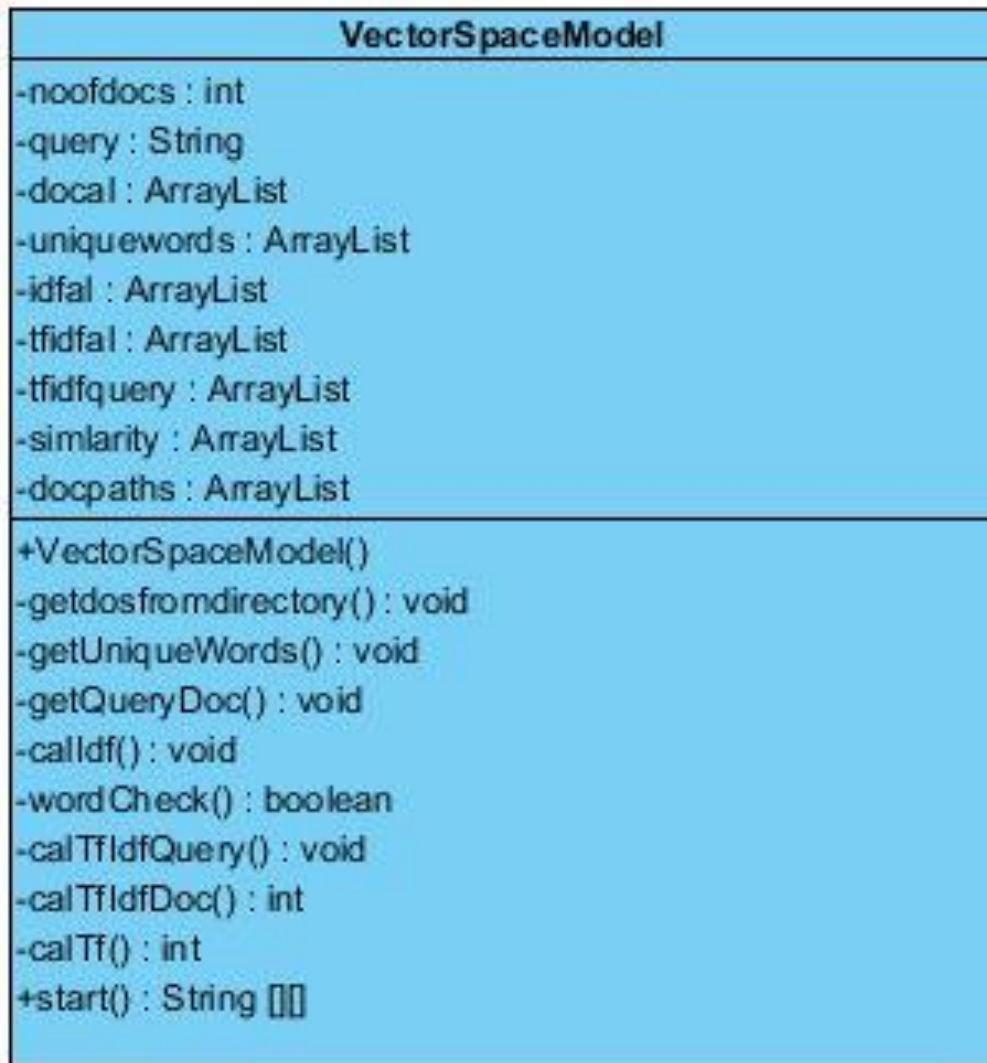 VectorSpaceModel
-noofdocs : int
-query : String
-docal : ArrayList
-uniquewords : ArrayList
-idfal : ArrayList
-tfidfal : ArrayList
-tfidfquery : ArrayList
-simlarity : ArrayList
-docpaths : ArrayList
+VectorSpaceModel()
-getdosfromdirectory() : void
-getUniqueWords() : void
-getQueryDoc() : void
-calIdf() : void
-wordCheck() : boolean
-calTfIdfQuery() : void
-calTfIdfDoc() : int
-calTf() : int
+start() : String [][]